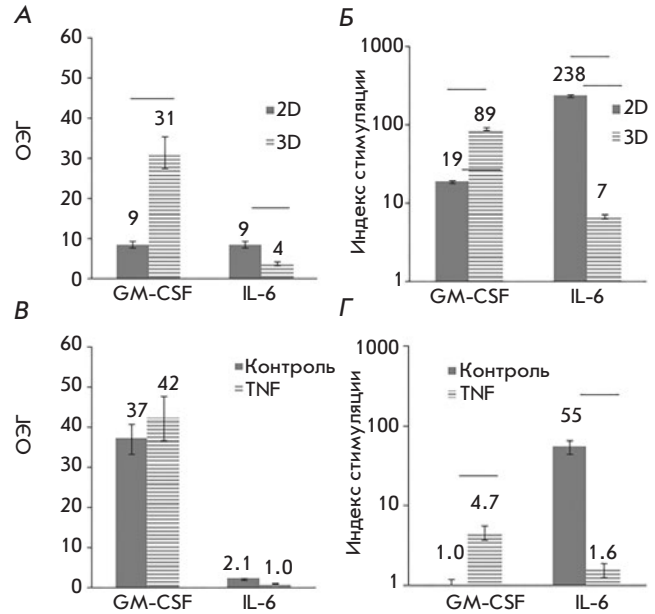 А
ОЭГ
60
50
40
30
20
10
0
9
31
9
4
2D
3D
GM-CSF
IL-6
Б
Индекс стимуляции
1000
100
10
1
19
89
238
7
2D
3D
GM-CSF
IL-6
В
ОЭГ
60
50
40
30
20
10
0
37
42
2.1
1.0
Контроль
TNF
GM-CSF
IL-6
Г
Индекс стимуляции
1000
100
10
1
1.0
4.7
55
1.6
Контроль
TNF
GM-CSF
IL-6